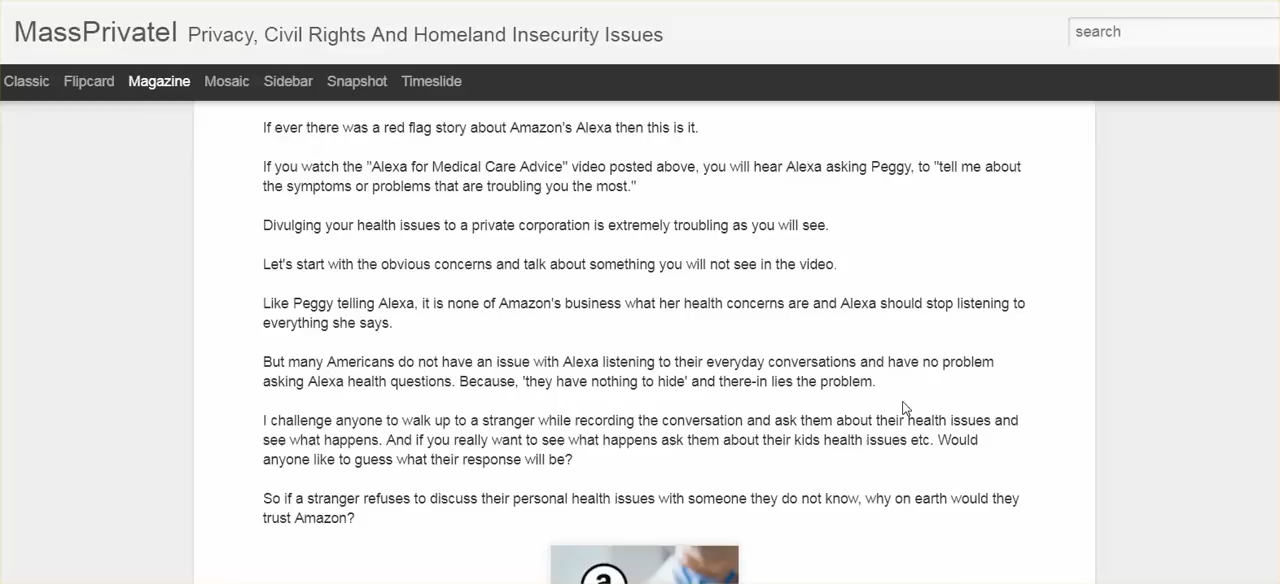 MassPrivateI Privacy, Civil Rights And Homeland Insecurity Issues
search
Classic Flipcard Magazine Mosaic Sidebar Snapshot Timeslide
If ever there was a red flag story about Amazon's Alexa then this is it.
If you watch the "Alexa for Medical Care Advice" video posted above, you will hear Alexa asking Peggy, to "tell me about
the symptoms or problems that are troubling you the most."
Divulging your health issues to a private corporation is extremely troubling as you will see.
Let's start with the obvious concerns and talk about something you will not see in the video.
Like Peggy telling Alexa, it is none of Amazon's business what her health concerns are and Alexa should stop listening to
everything she says.
But many Americans do not have an issue with Alexa listening to their everyday conversations and have no problem
asking Alexa health questions. Because, 'they have nothing to hide' and there-in lies the problem.
I challenge anyone to walk up to a stranger while recording the conversation and ask them about their health issues and
see what happens. And if you really want to see what happens ask them about their kids health issues etc. Would
anyone like to guess what their response will be?
So if a stranger refuses to discuss their personal health issues with someone they do not know, why on earth would they
trust Amazon?
a